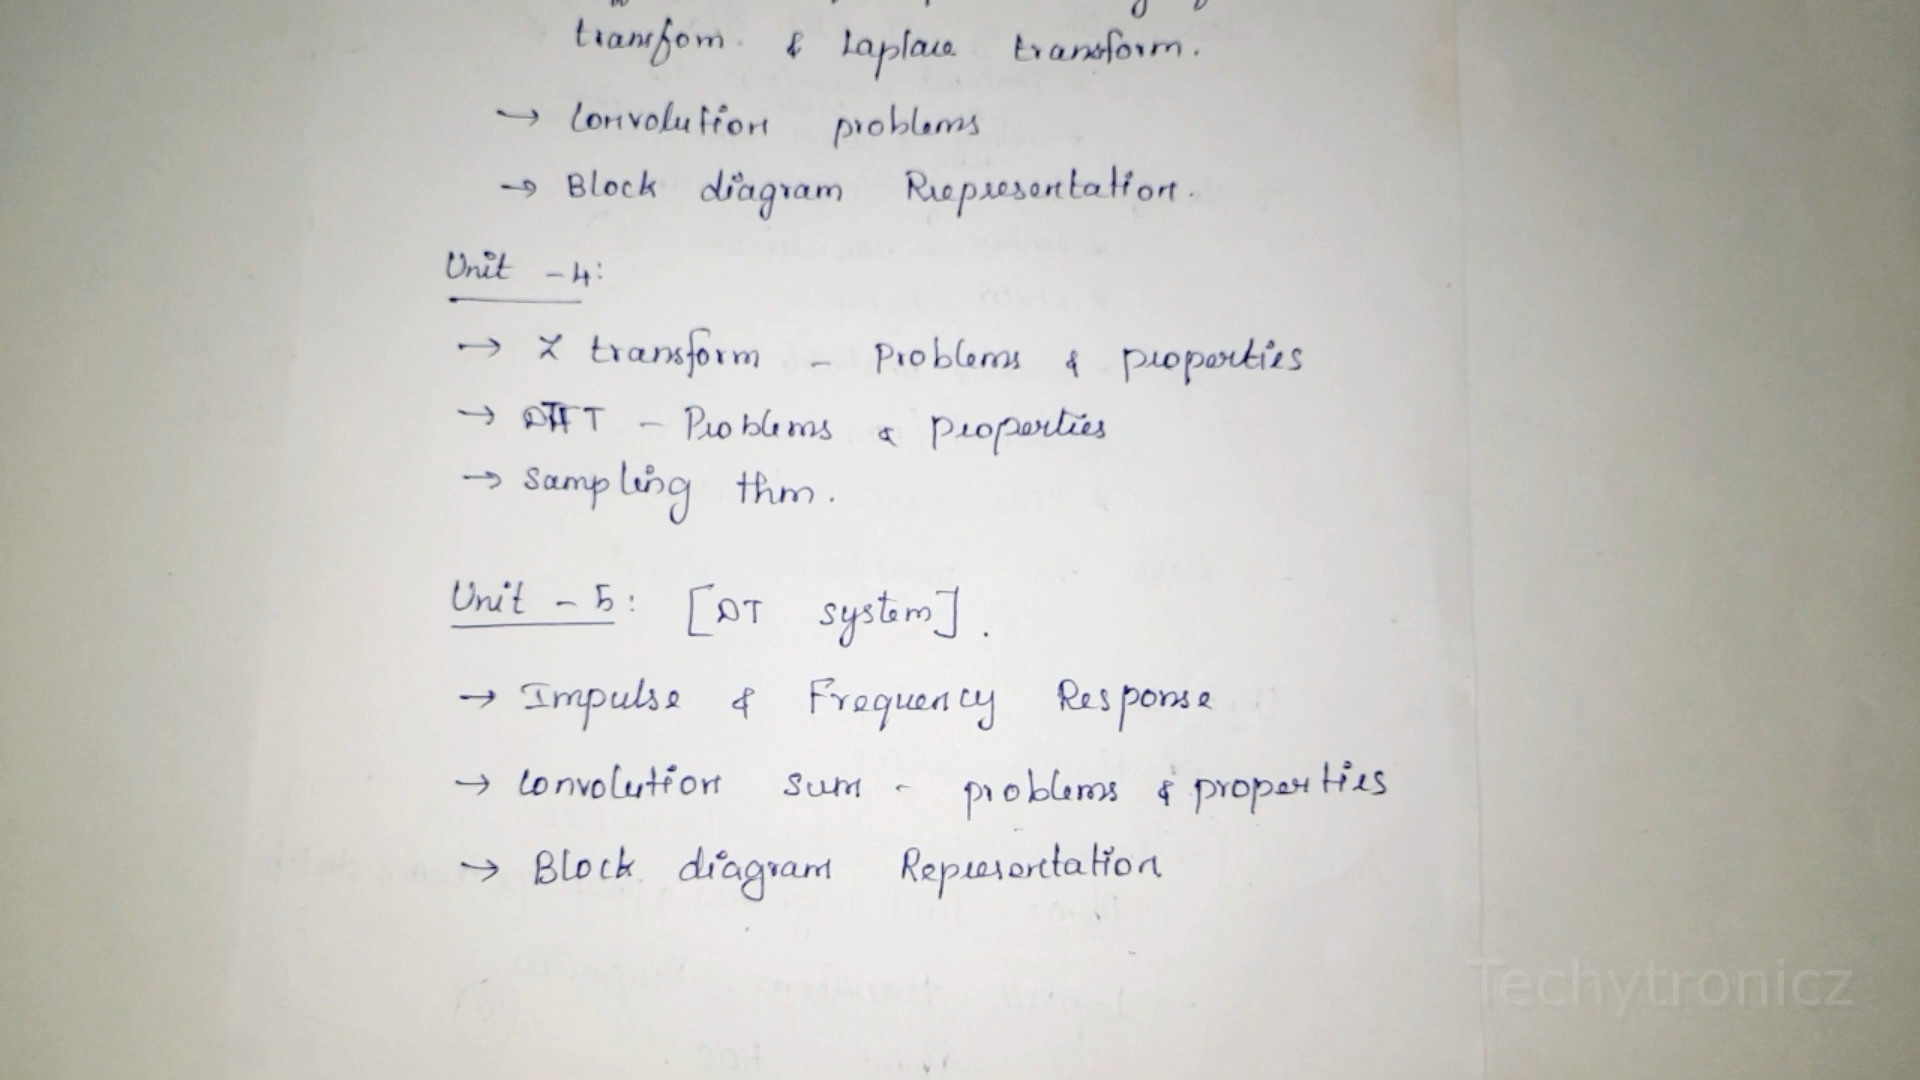 transfom & Laplace transform.
→ Convolution problems
→ Block diagram Representation.
Unit - 4:
→ Z transform - Problems & properties
→ DTFT - Problems & properties
→ Sampling thm.
Unit - 5: [DT system].
→ Impulse & Frequency Response
→ Convolution sum - problems & properties
→ Block diagram Representation
Techytronicz